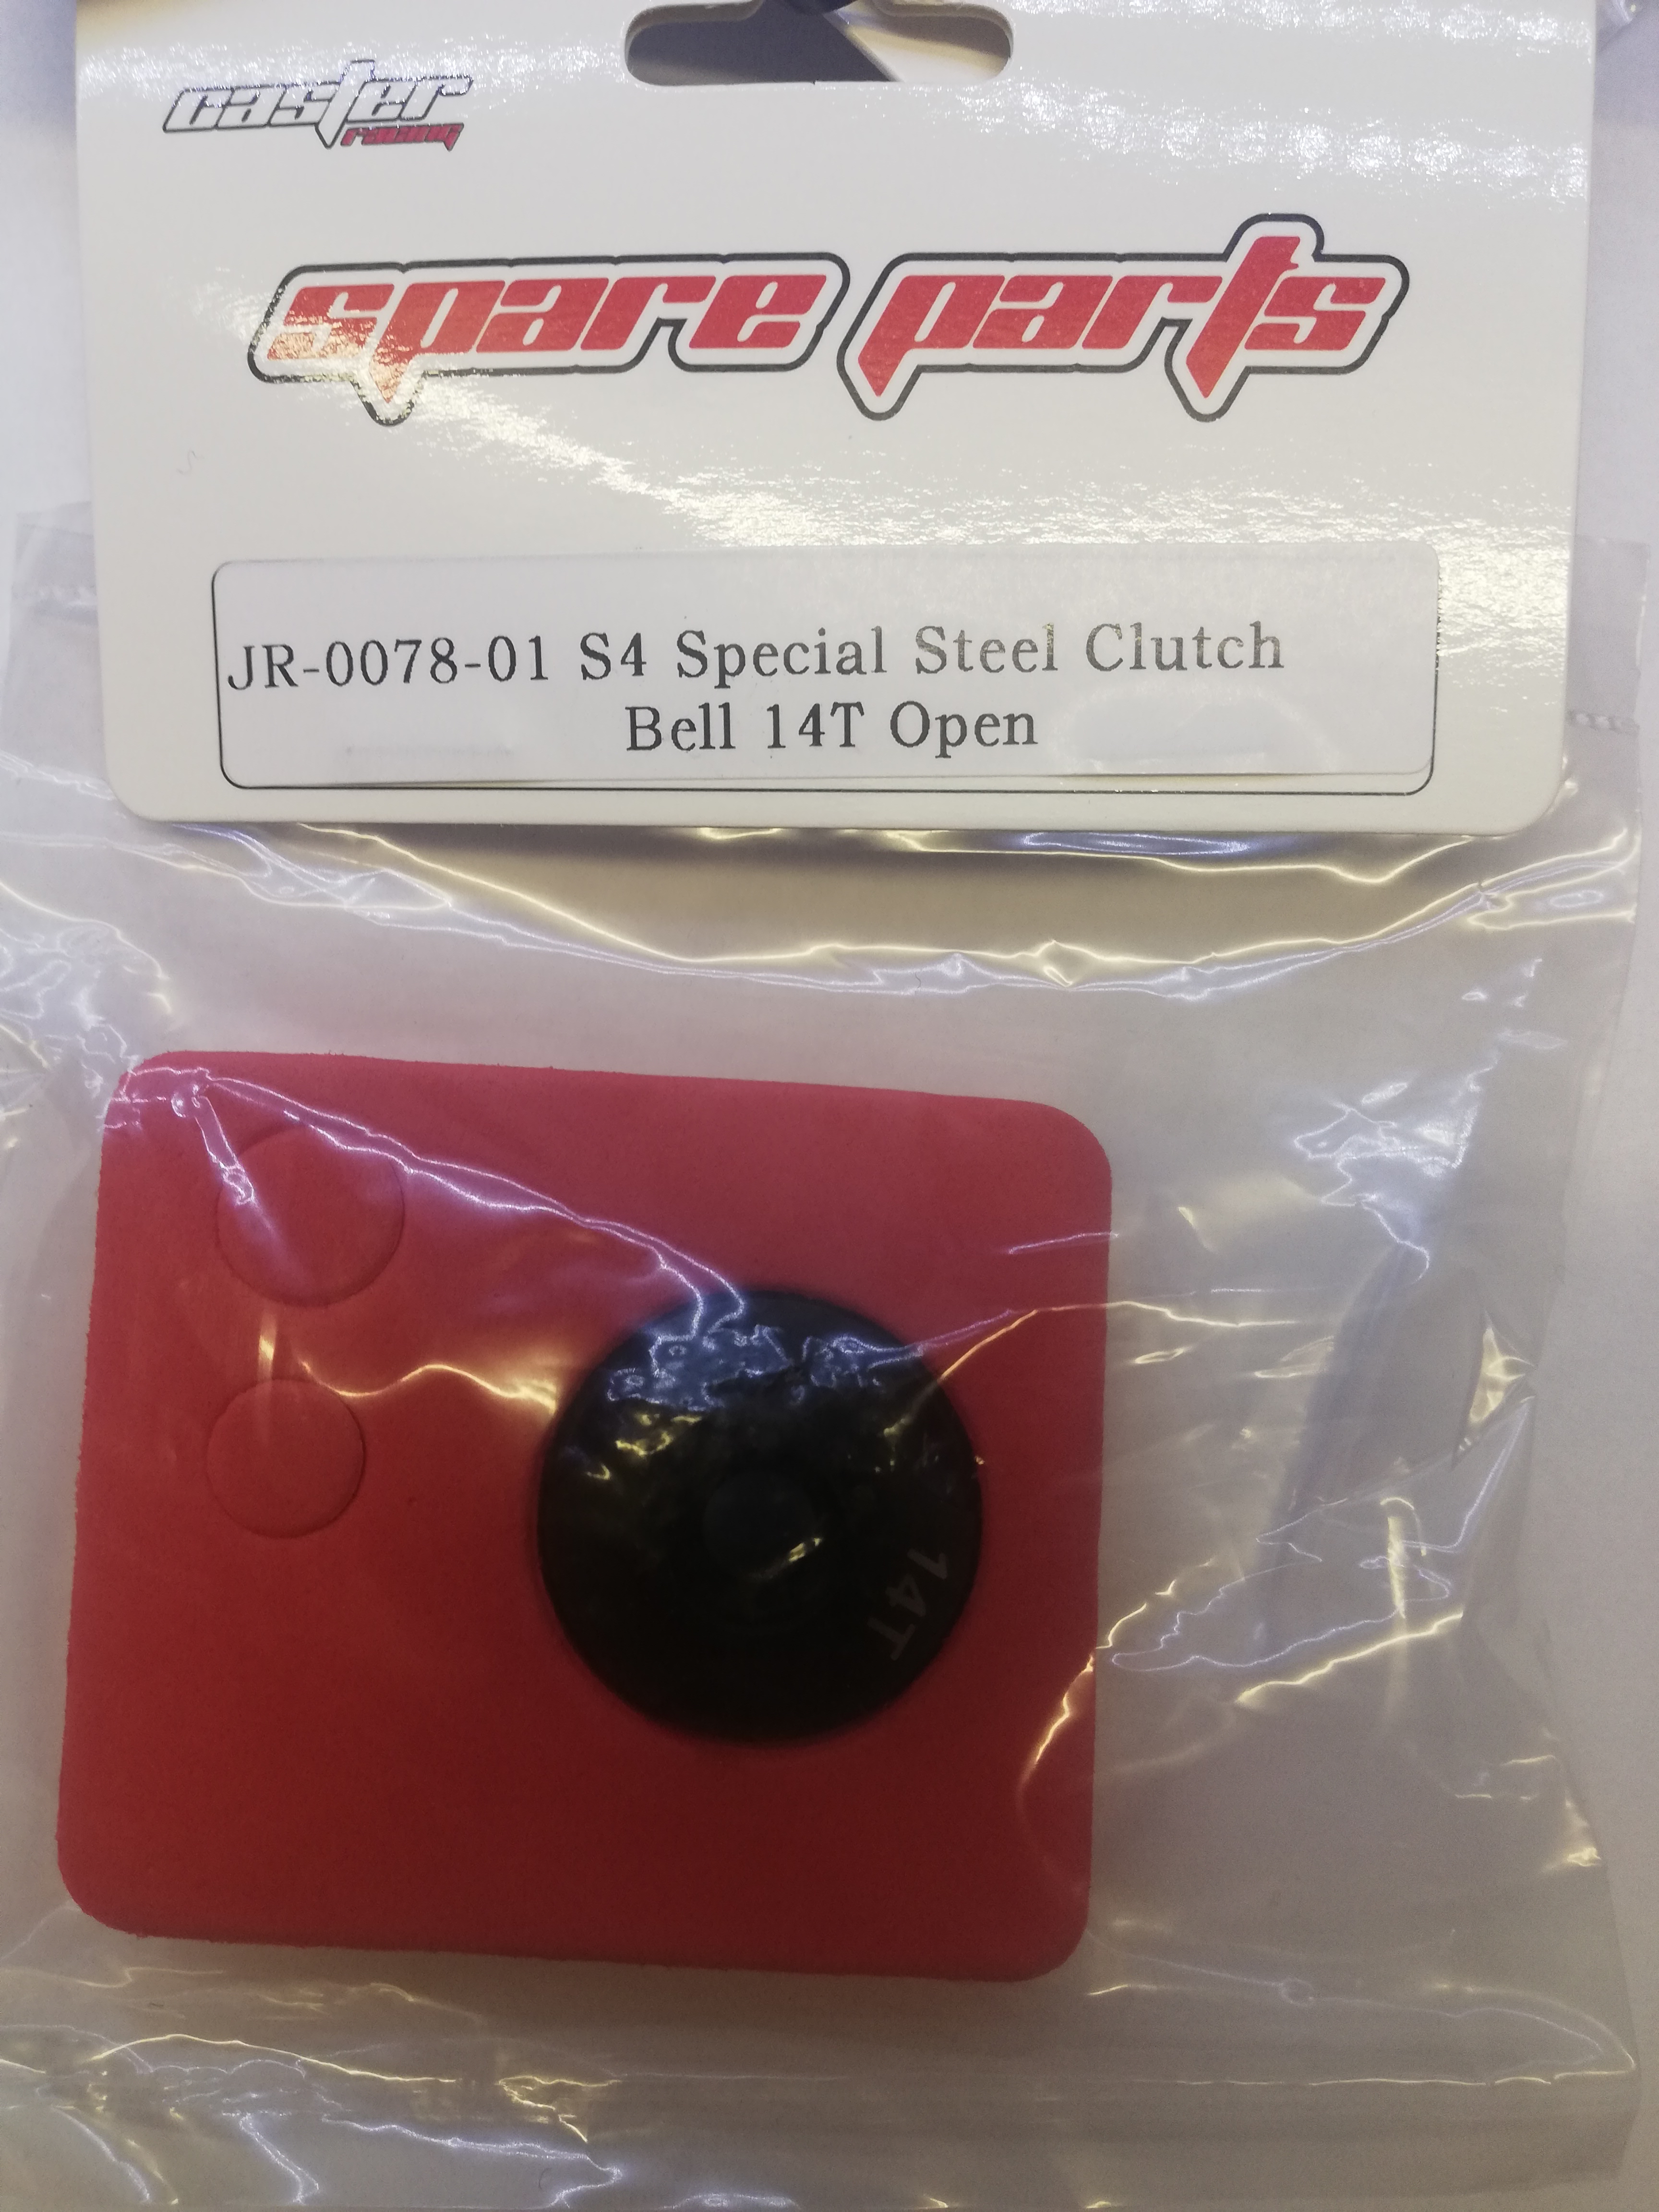 caster
racing
spare parts
JR-0078-01 S4 Special Steel Clutch
Bell 14T Open
14T